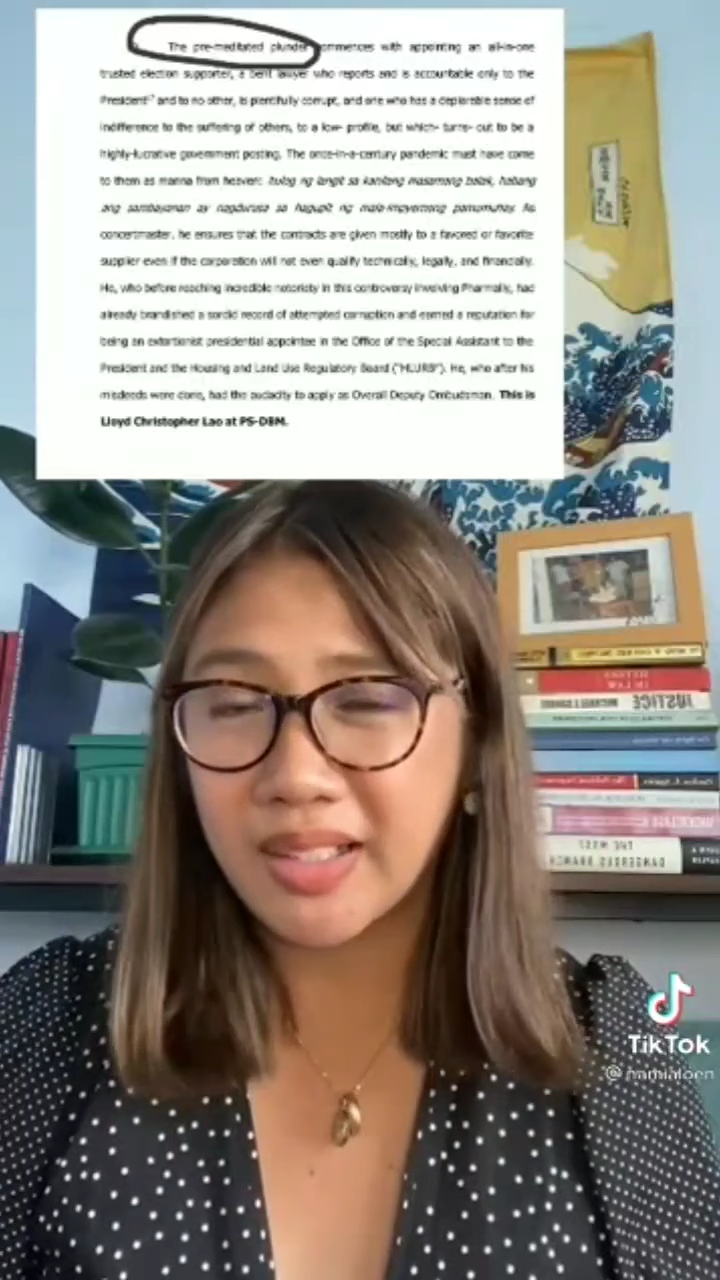 The pre-meditated plunder commences with appointing an all-in-one
trusted election supporter, a bent lawyer who reports and is accountable only to the
President and to no other, is plentifully corrupt, and one who has a deplorable sense of
indifference to the suffering of others, to a low- profile, but which- turns- out to be a
highly-lucrative government posting. The once-in-a-century pandemic must have come
to them as manna from heaven: hulog ng langit sa kanilang masamang balak, habang
ang sambayanan ay nagdurusa sa hagupit ng mala-impyernong pamumuhay. As
concertmaster, he ensures that the contracts are given mostly to a favored or favorite
supplier even if the corporation will not even qualify technically, legally, and financially.
He, who before reaching incredible notoriety in this controversy involving Pharmally, had
already brandished a sordid record of attempted corruption and earned a reputation for
being an extortionist presidential appointee in the Office of the Special Assistant to the
President and the Housing and Land Use Regulatory Board ("HLURB"). He, who after his
misdeeds were done, had the audacity to apply as Overall Deputy Ombudsman. This is
Lloyd Christopher Lao at PS-DBM.
JUSTICE
THE MOST
DANGEROUS BRANCH
TikTok